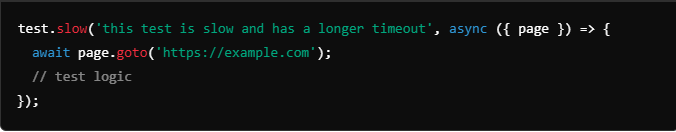 test.slow('this test is slow and has a longer timeout', async ({ page }) => {
  await page.goto('https://example.com');
  // test logic
});